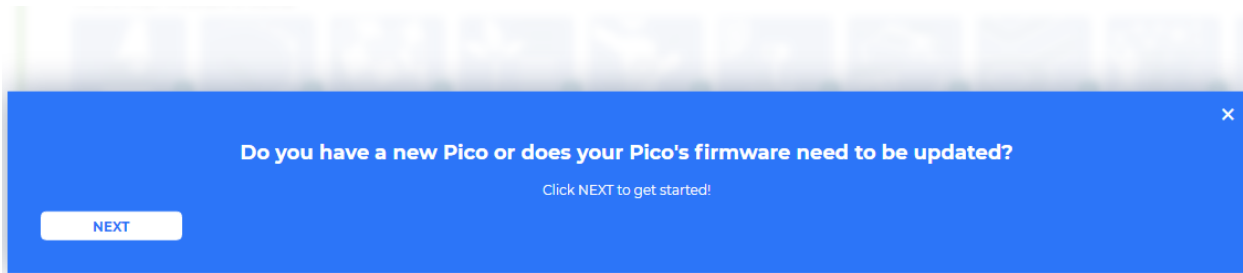 Do you have a new Pico or does your Pico's firmware need to be updated?
Click NEXT to get started!
NEXT